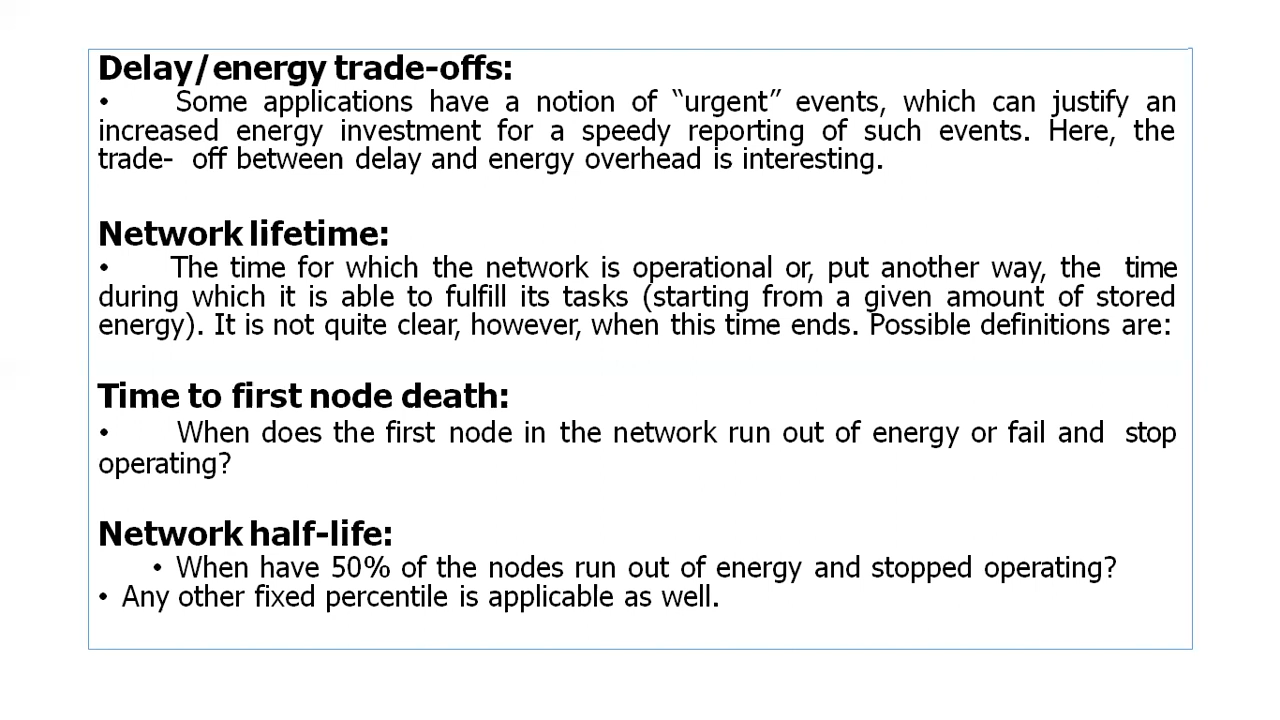 Delay/energy trade-offs:
• Some applications have a notion of “urgent” events, which can justify an
increased energy investment for a speedy reporting of such events. Here, the
trade- off between delay and energy overhead is interesting.
Network lifetime:
• The time for which the network is operational or, put another way, the time
during which it is able to fulfill its tasks (starting from a given amount of stored
energy). It is not quite clear, however, when this time ends. Possible definitions are:
Time to first node death:
• When does the first node in the network run out of energy or fail and stop
operating?
Network half-life:
• When have 50% of the nodes run out of energy and stopped operating?
• Any other fixed percentile is applicable as well.